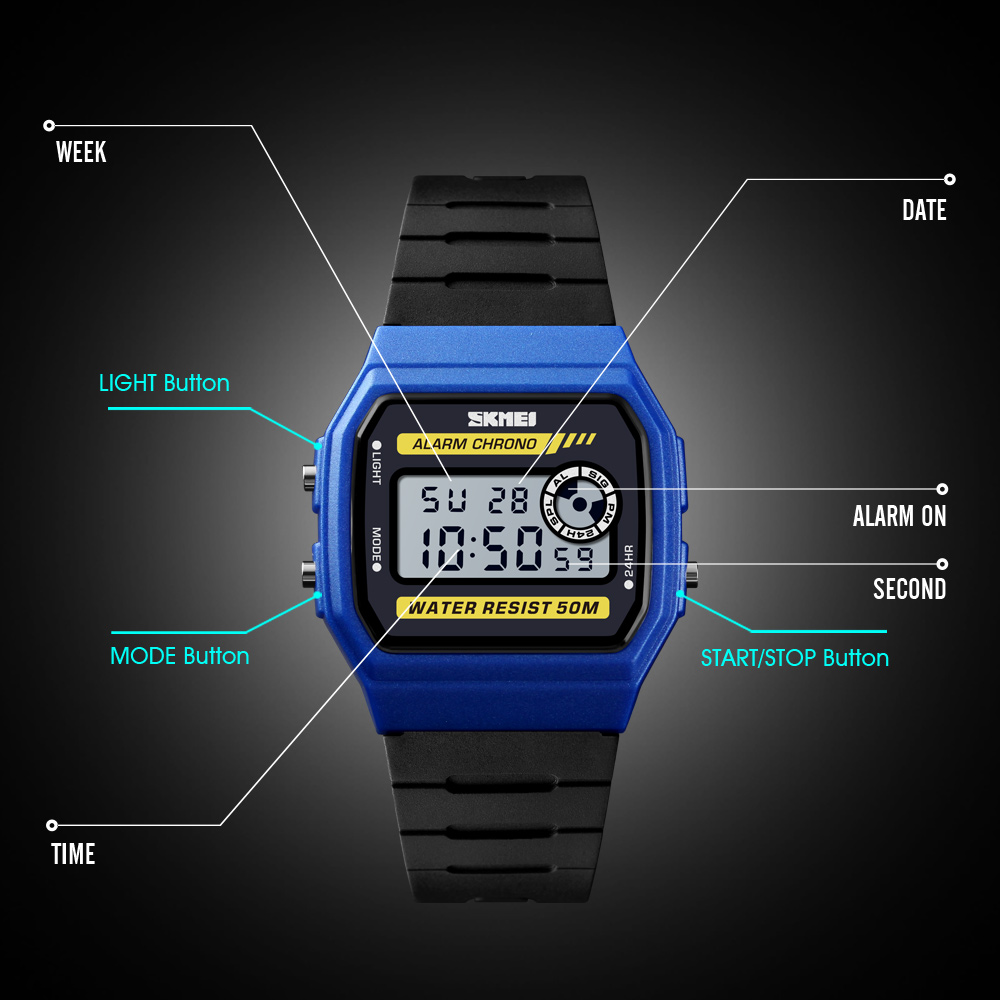 WEEK
DATE
LIGHT Button
SKMEI
ALARM CHRONO
LIGHT
AL SIG
SPL PM
24H
SU 28
10:50 59
ALARM ON
MODE
24HR
SECOND
WATER RESIST 50M
MODE Button
START/STOP Button
TIME